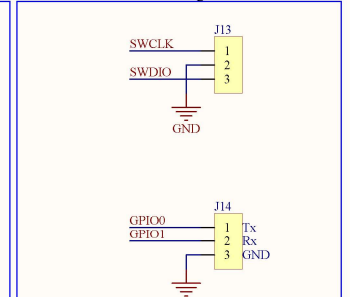 J13
SWCLK
1
2
SWDIO
3
GND
J14
GPIO0
1 Tx
GPIO1
2 Rx
3 GND